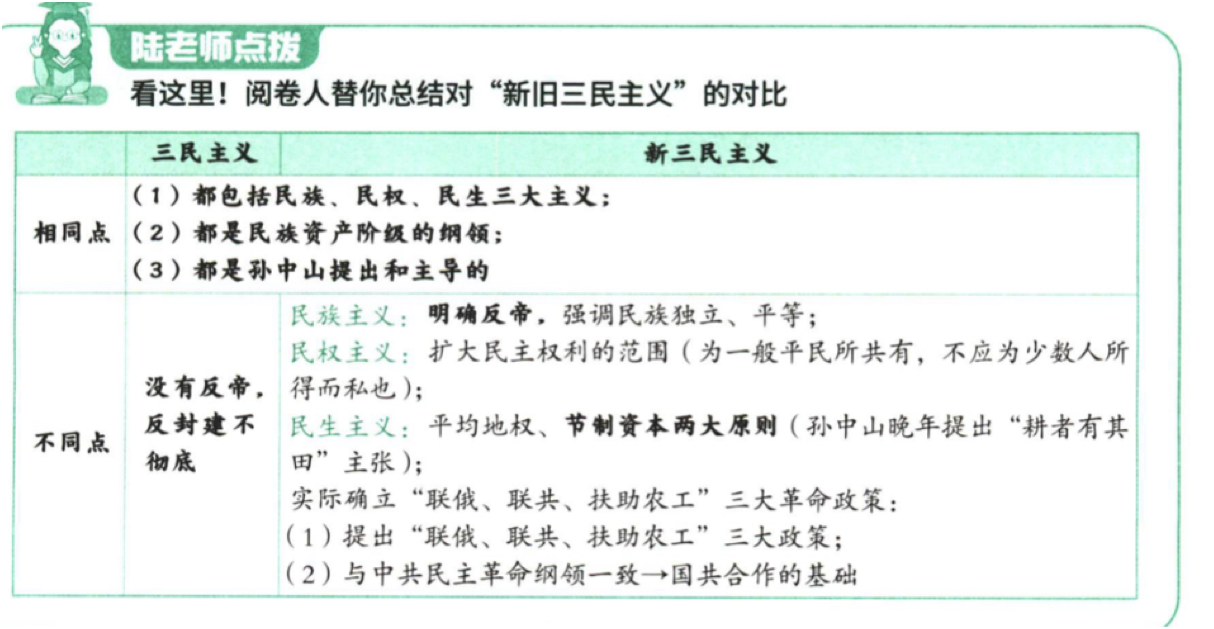 陆老师点拨
看这里！阅卷人替你总结对“新旧三民主义”的对比
三民主义
新三民主义
相同点
（1）都包括民族、民权、民生三大主义；
（2）都是民族资产阶级的纲领；
（3）都是孙中山提出和主导的
不同点
没有反帝，
反封建不
彻底
民族主义：明确反帝，强调民族独立、平等；
民权主义：扩大民主权利的范围（为一般平民所共有，不应为少数人所
得而私也）；
民生主义：平均地权、节制资本两大原则（孙中山晚年提出“耕者有其
田”主张）；
实际确立“联俄、联共、扶助农工”三大革命政策：
（1）提出“联俄、联共、扶助农工”三大政策；
（2）与中共民主革命纲领一致→国共合作的基础